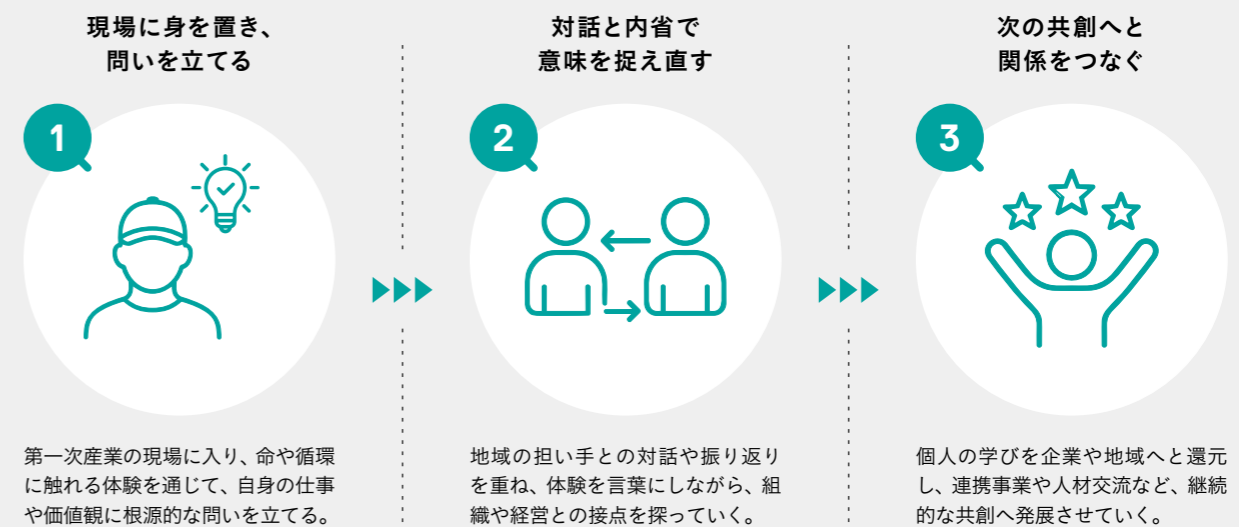 現場に身を置き、
問いを立てる
1
第一次産業の現場に入り、命や循環
に触れる体験を通じて、自身の仕事
や価値観に根源的な問いを立てる。
対話と内省で
意味を捉え直す
2
地域の担い手との対話や振り返り
を重ね、体験を言葉にしながら、組
織や経営との接点を探っていく。
次の共創へと
関係をつなぐ
3
個人の学びを企業や地域へと還元
し、連携事業や人材交流など、継続
的な共創へ発展させていく。